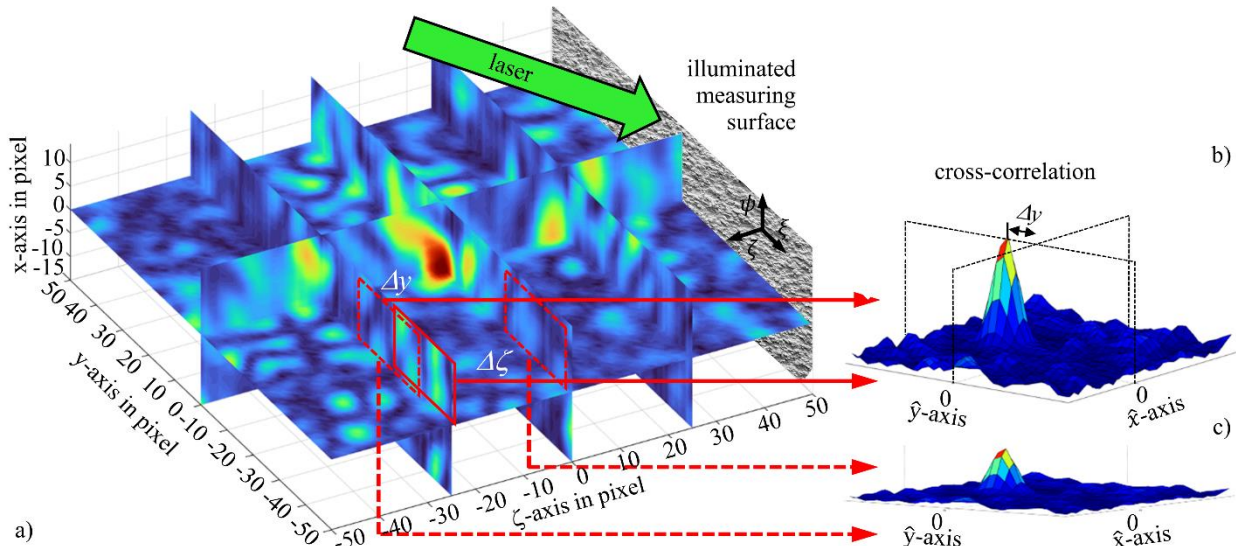 laser
illuminated
measuring
surface
x-axis in pixel
10
5
0
-5
-10
-15
ψ
ξ
ζ
Δy
Δζ
50
40
30
20
10
0
-10
-20
-30
-40
-50
y-axis in pixel
-50
-40
-30
-20
-10
0
10
20
30
40
50
ζ-axis in pixel
a)
b)
cross-correlation
Δy
0
0
ŷ-axis
x̂-axis
c)
0
0
ŷ-axis
x̂-axis